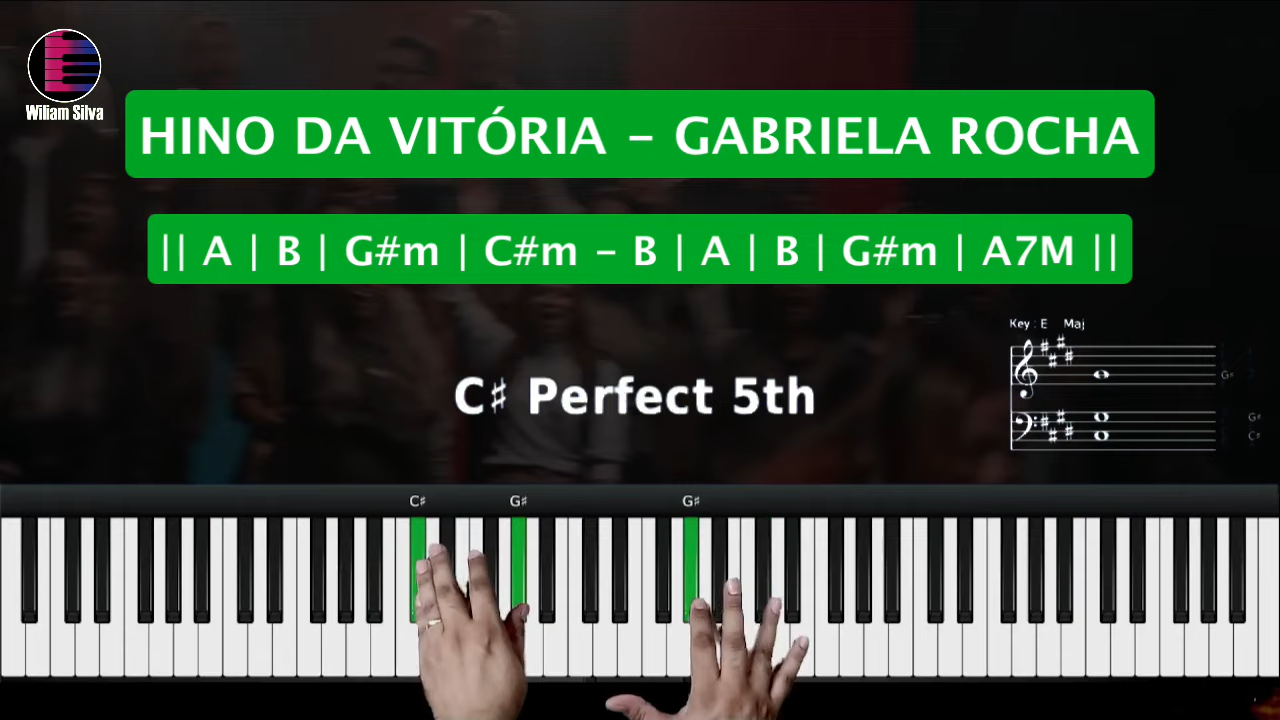 Wiliam Silva
HINO DA VITÓRIA - GABRIELA ROCHA
|| A | B | G#m | C#m - B | A | B | G#m | A7M ||
Key : E Maj
C♯ Perfect 5th
G♯
G♯
C♯
C♯ G♯ G♯